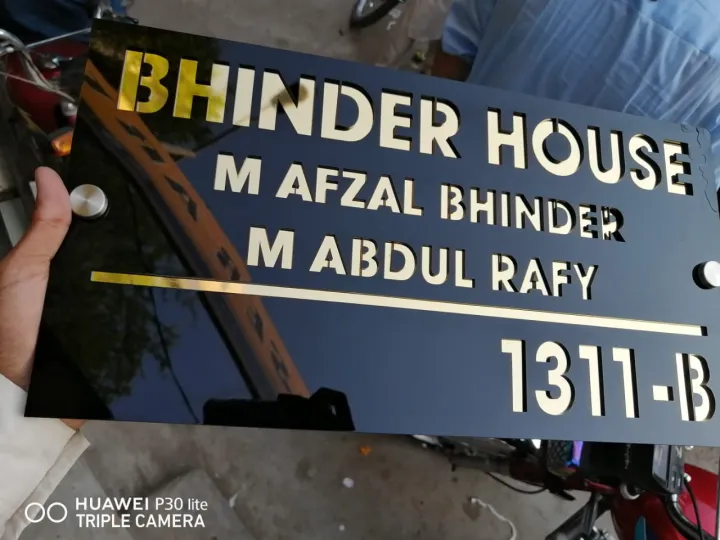 BHINDER HOUSE
M AFZAL BHINDER
M ABDUL RAFY
1311-B
HUAWEI P30 lite
TRIPLE CAMERA